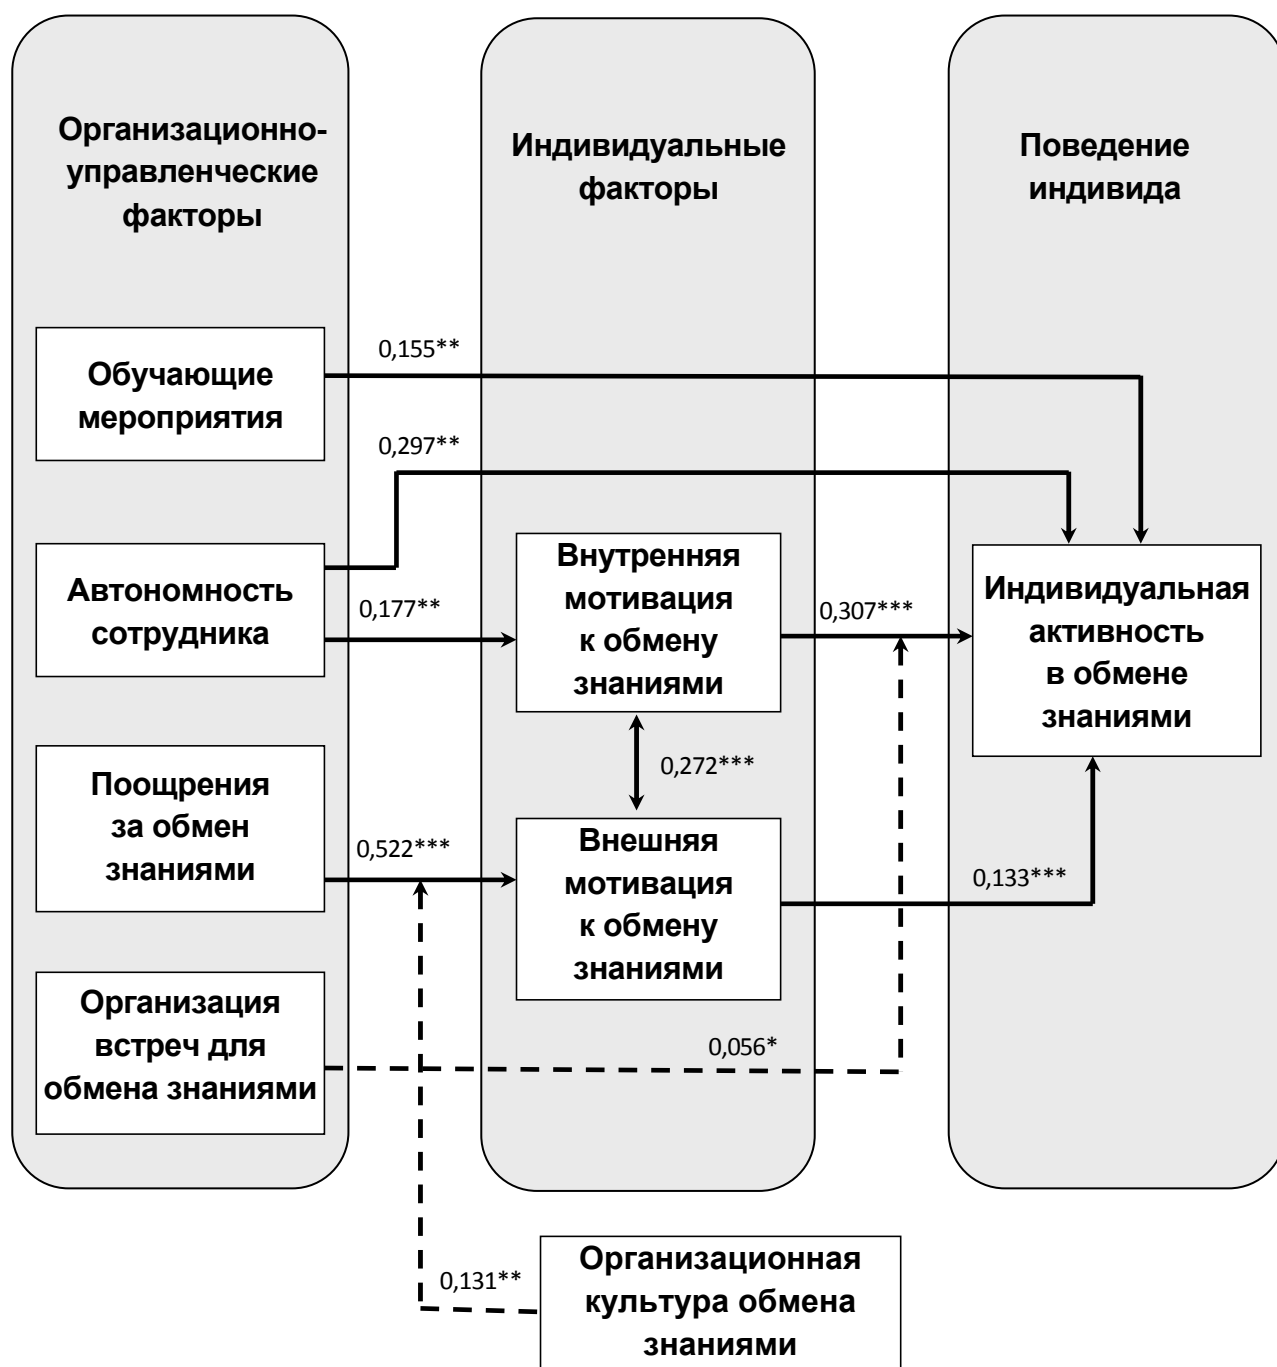 Организационно-
управленческие
факторы
Индивидуальные
факторы
Поведение
индивида
Обучающие
мероприятия
0,155**
0,297**
Автономность
сотрудника
0,177**
Внутренняя
мотивация
к обмену
знаниями
0,307***
Индивидуальная
активность
в обмене
знаниями
0,272***
Поощрения
за обмен
знаниями
0,522***
Внешняя
мотивация
к обмену
знаниями
0,133***
Организация
встреч для
обмена знаниями
0,056*
0,131**
Организационная
культура обмена
знаниями